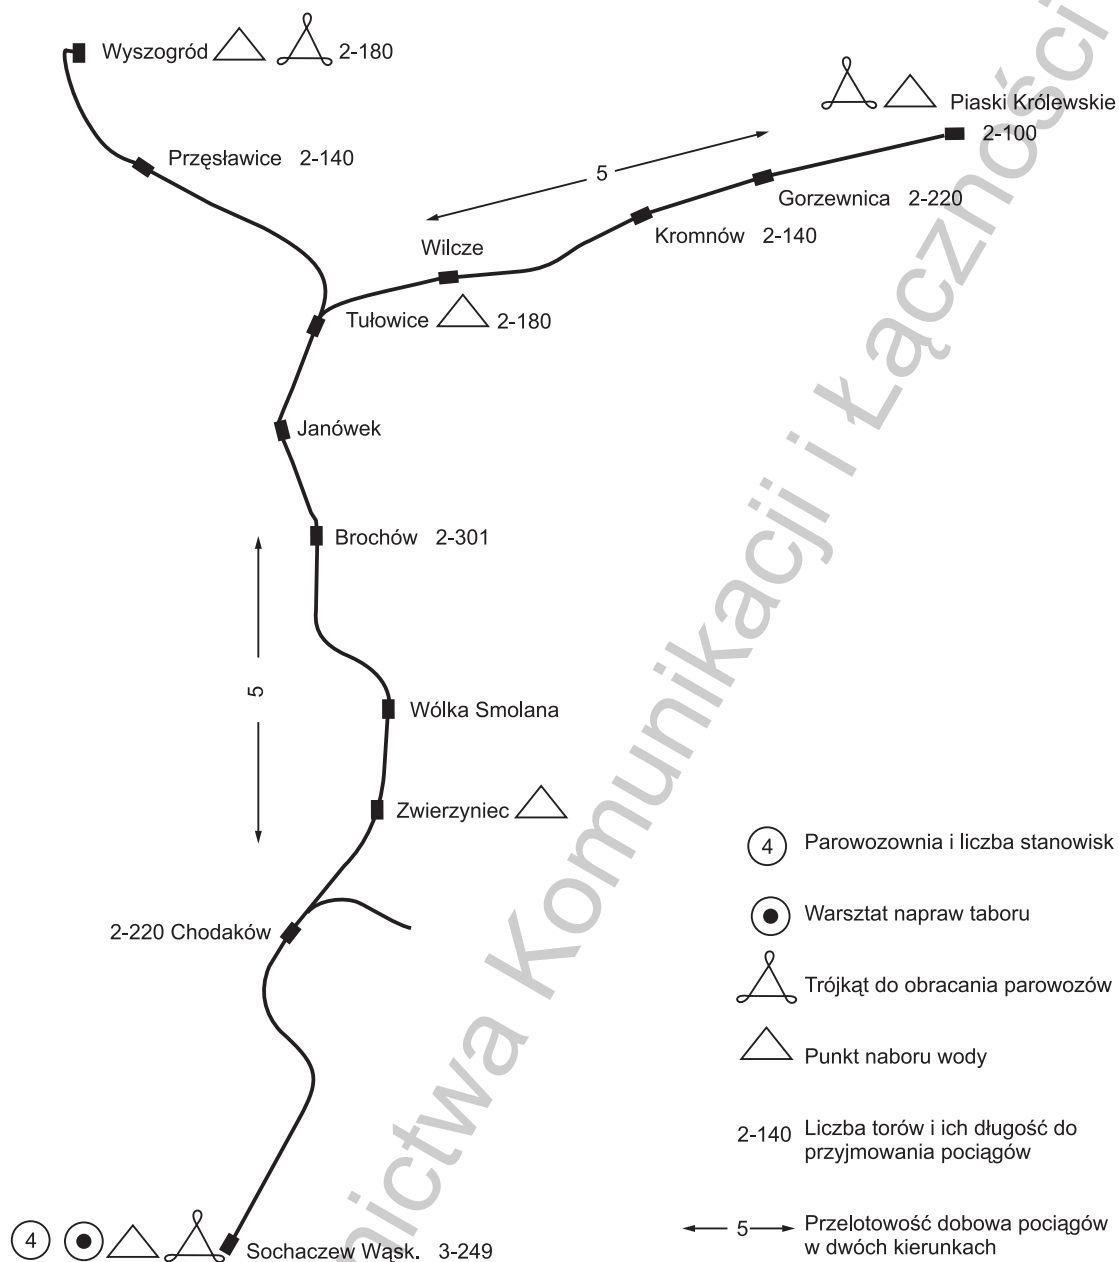 Wyszogród 2-180
Piaski Królewskie
2-100
Przęsławice 2-140
5
Gorzewnica 2-220
Kromnów 2-140
Wilcze
Tułowice 2-180
Janówek
Brochów 2-301
5
Wólka Smolana
Zwierzyniec
2-220 Chodaków
4 Sochaczew Wąsk. 3-249
4 Parowozownia i liczba stanowisk
Warsztat napraw taboru
Trójkąt do obracania parowozów
Punkt naboru wody
2-140 Liczba torów i ich długość do
przyjmowania pociągów
5 Przelotowość dobowa pociągów
w dwóch kierunkach
nictwa Komunikacji i Łączności